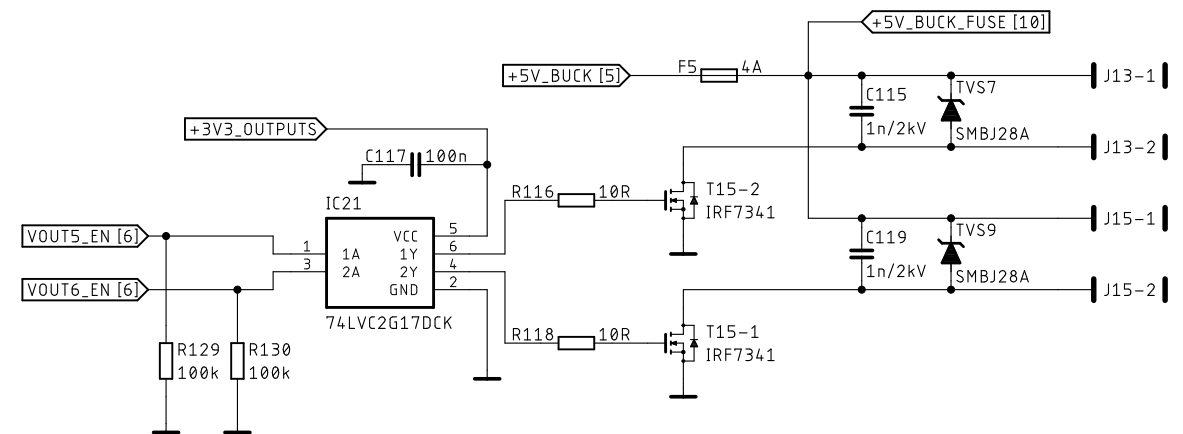 +5V_BUCK_FUSE [10]
+5V_BUCK [5]
F5
4A
J13-1
TVS7
C115
1n/2kV
SMBJ28A
+3V3_OUTPUTS
C117
100n
J13-2
R116
10R
T15-2
IRF7341
IC21
J15-1
VOUT5_EN [6]
VCC
5
1
1A
1Y
6
3
2A
2Y
4
GND
2
TVS9
C119
1n/2kV
SMBJ28A
VOUT6_EN [6]
J15-2
74LVC2G17DCK
R118
10R
T15-1
IRF7341
R129
100k
R130
100k